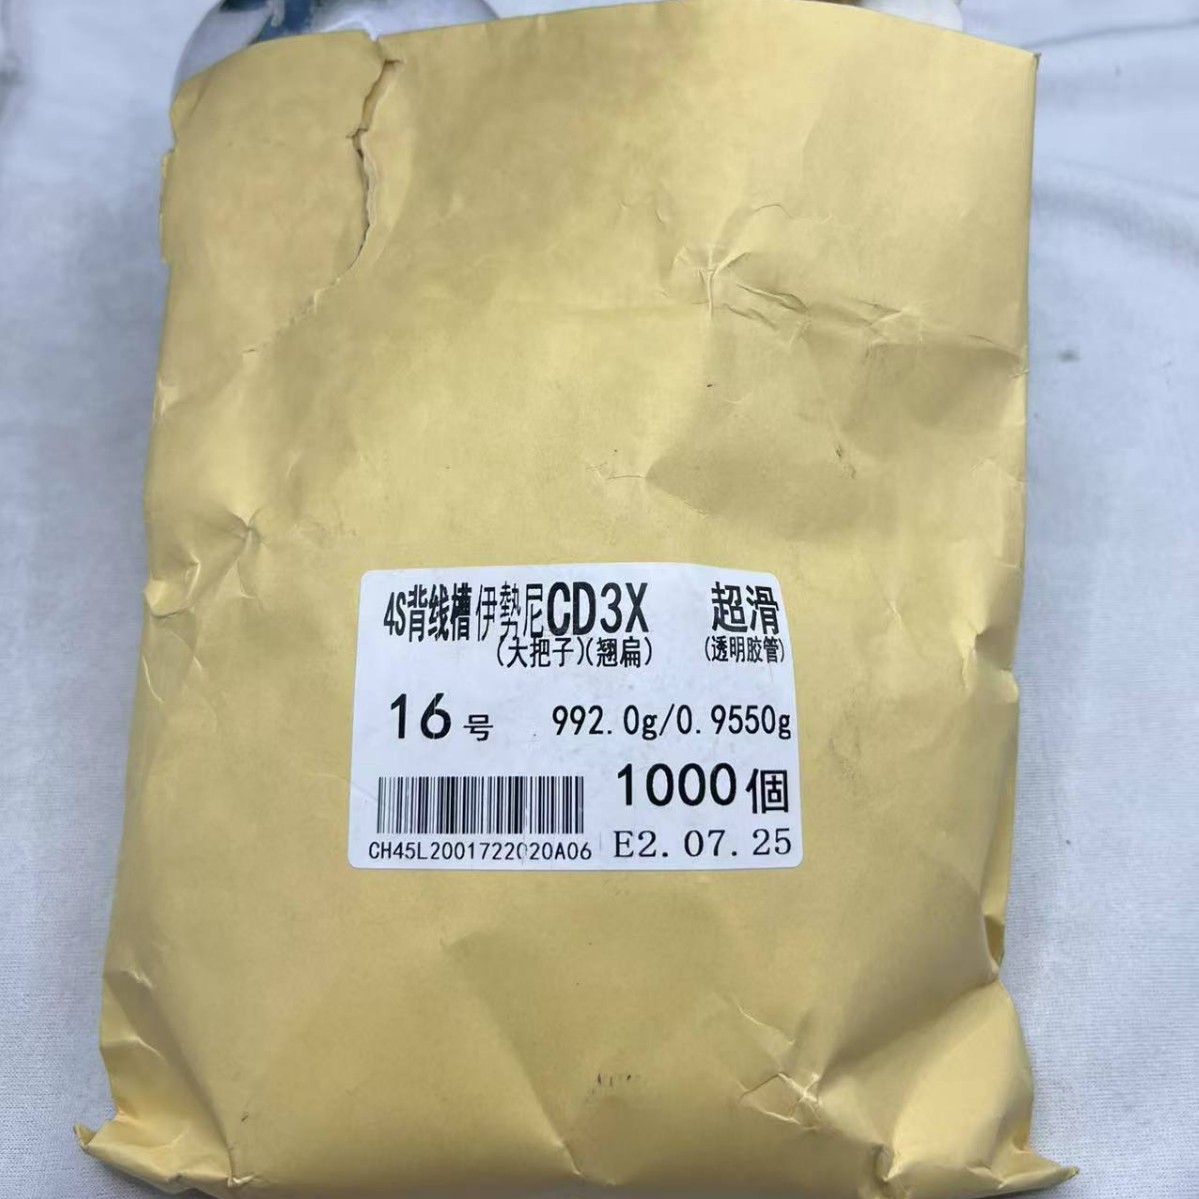 4S背线槽 伊勢尼CD3X 超滑
(大把子)(翘扁) (透明胶管)
16号 992.0g/0.9550g
1000個
CH45L2001722020A06 E2.07.25